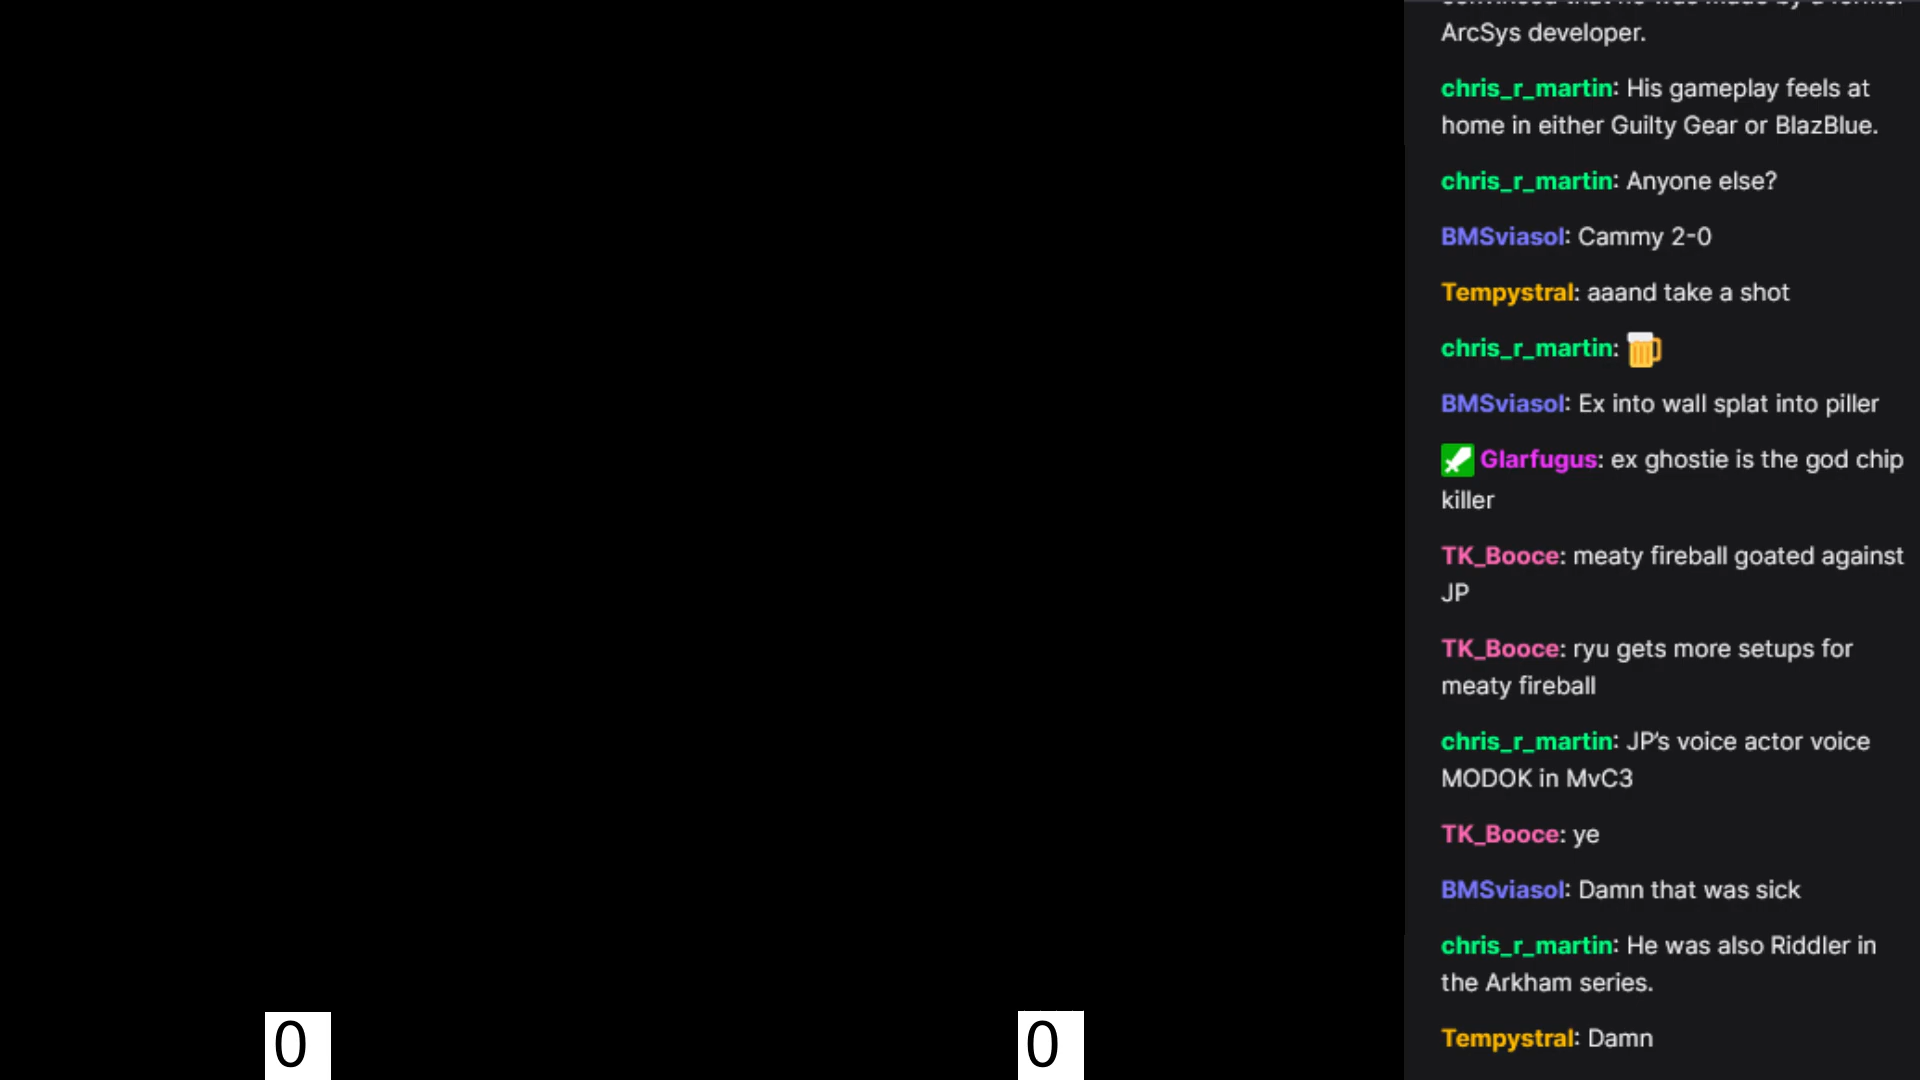 ArcSys developer.
chris_r_martin: His gameplay feels at
home in either Guilty Gear or BlazBlue.
chris_r_martin: Anyone else?
BMSviasol: Cammy 2-0
Tempystral: aaand take a shot
chris_r_martin:
BMSviasol: Ex into wall splat into piller
Glarfugus: ex ghostie is the god chip
killer
TK_Booce: meaty fireball goated against
JP
TK_Booce: ryu gets more setups for
meaty fireball
chris_r_martin: JP's voice actor voice
MODOK in MvC3
TK_Booce: ye
BMSviasol: Damn that was sick
chris_r_martin: He was also Riddler in
the Arkham series.
Tempystral: Damn
0
0